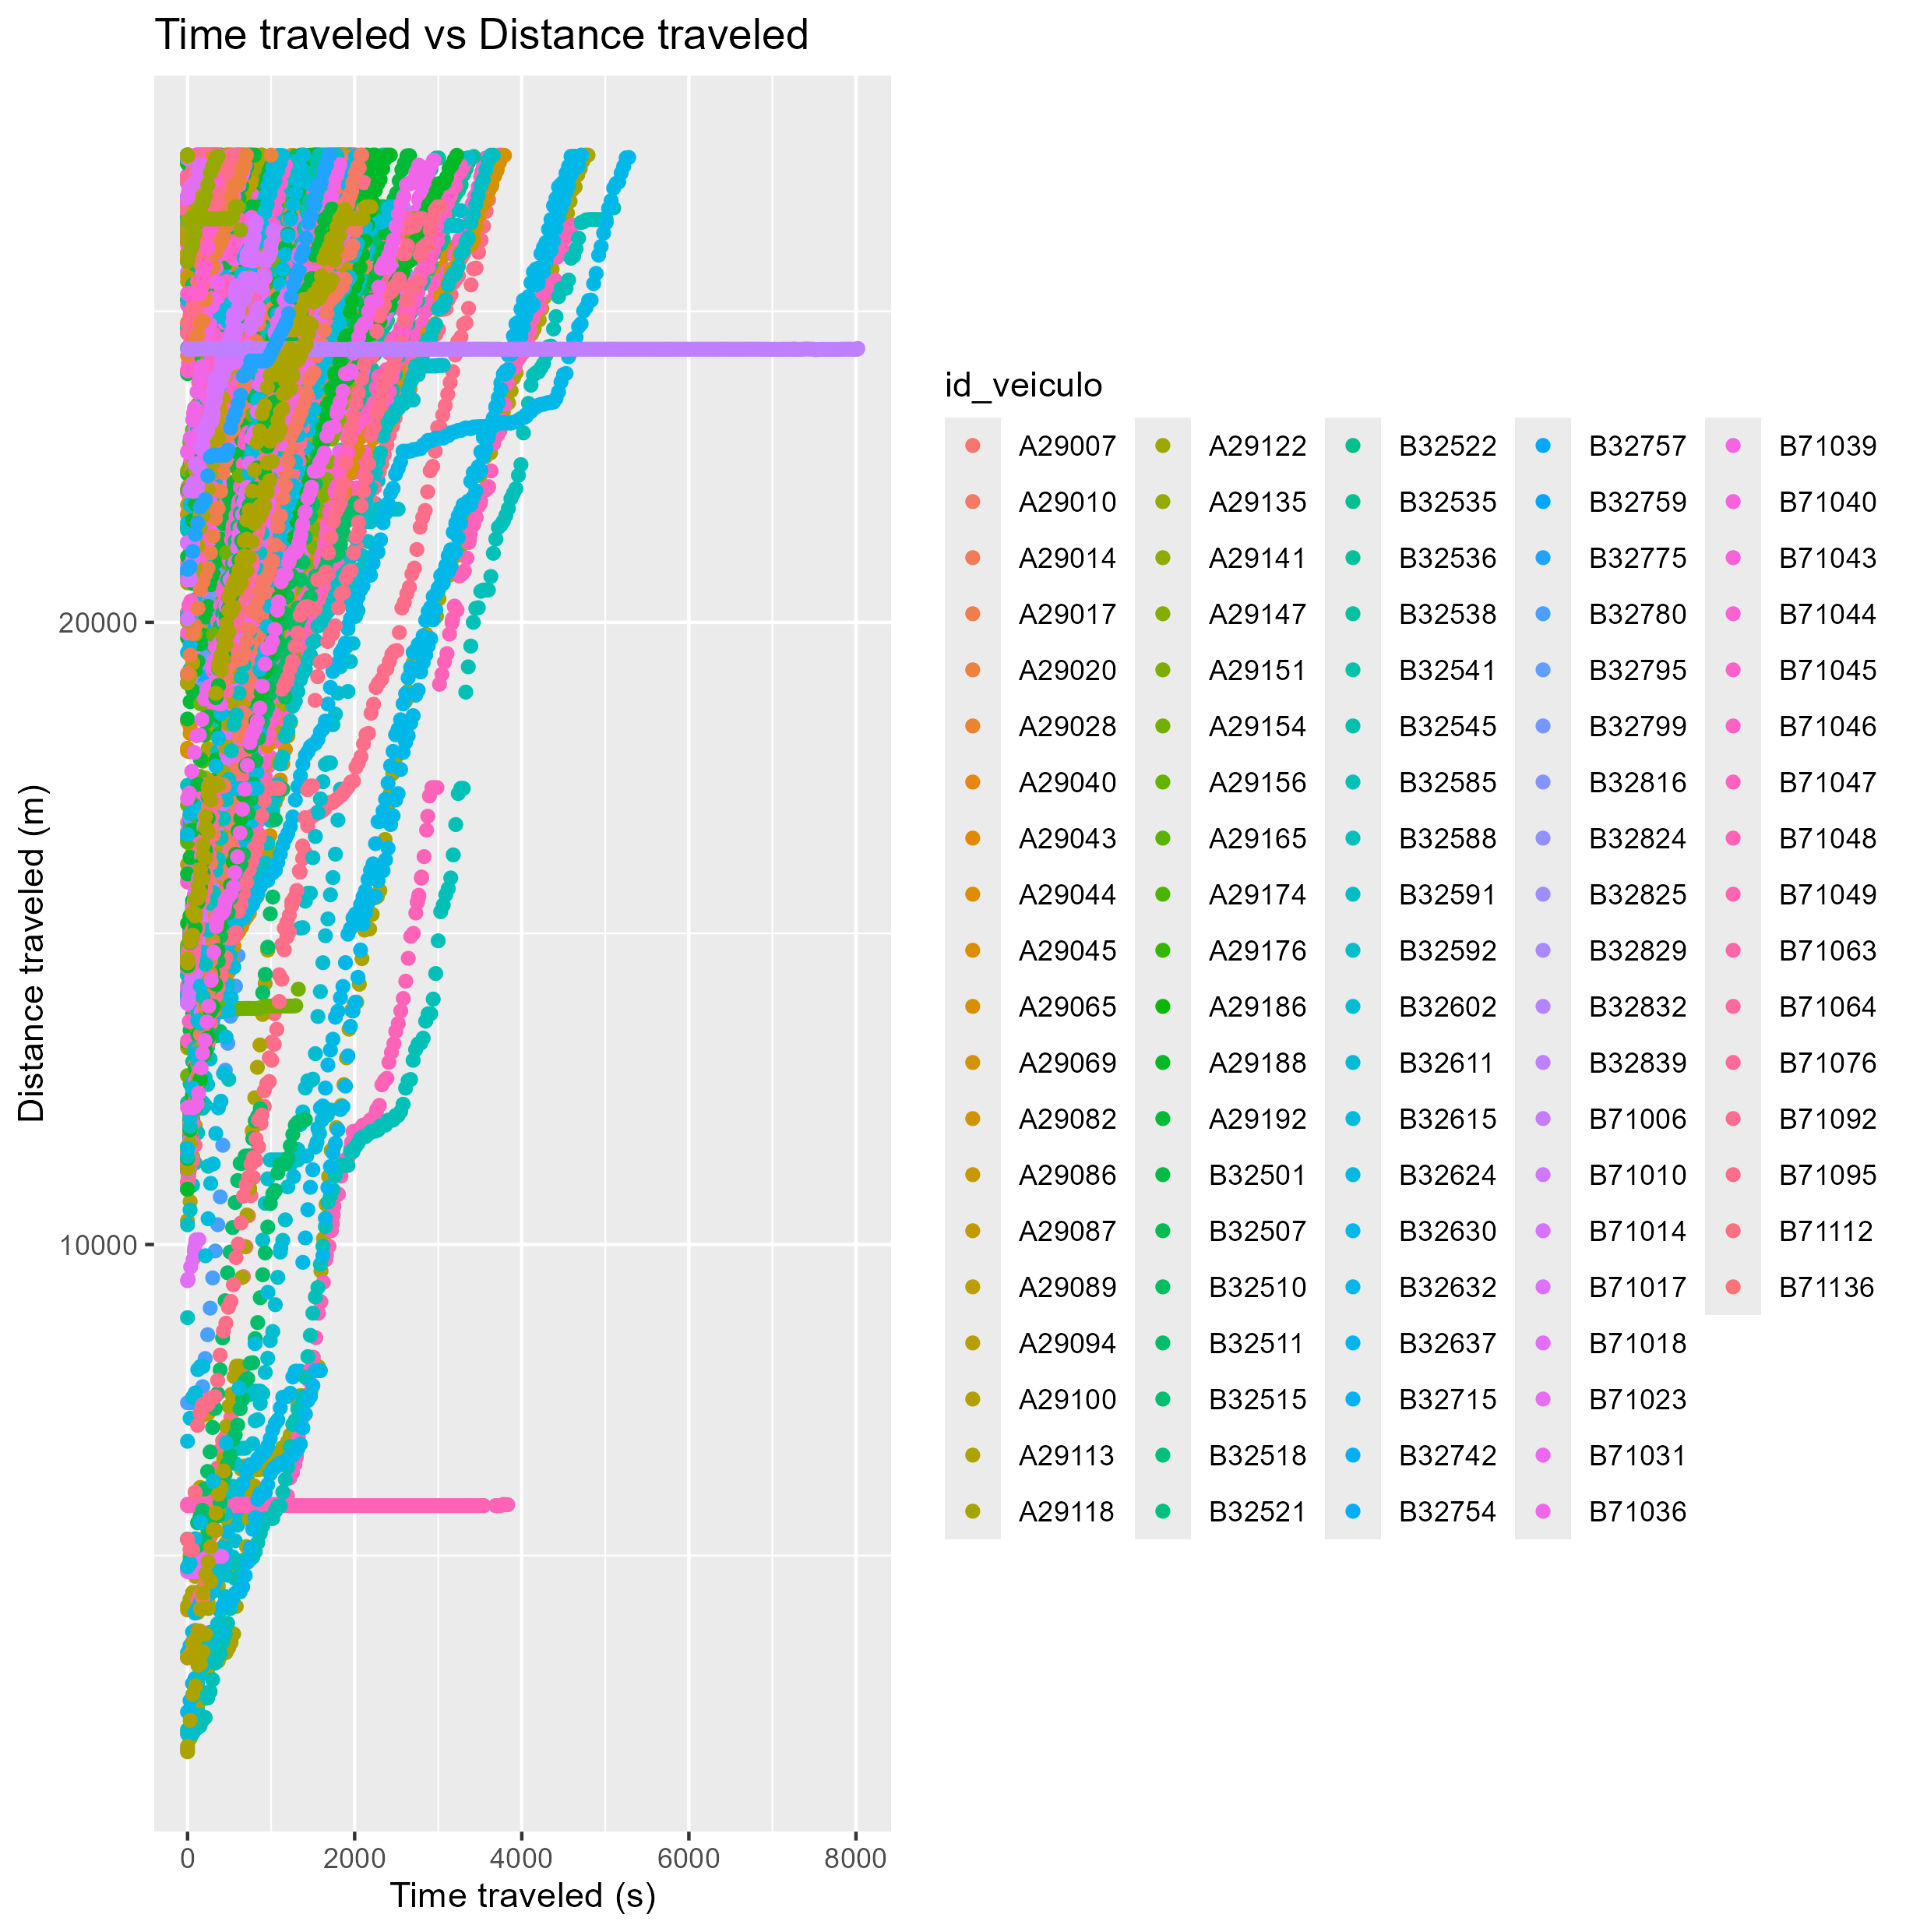 Time traveled vs Distance traveled
Distance traveled (m)
20000
10000
0 2000 4000 6000 8000
Time traveled (s)
id_veiculo
A29007 A29122 B32522 B32757 B71039
A29010 A29135 B32535 B32759 B71040
A29014 A29141 B32536 B32775 B71043
A29017 A29147 B32538 B32780 B71044
A29020 A29151 B32541 B32795 B71045
A29028 A29154 B32545 B32799 B71046
A29040 A29156 B32585 B32816 B71047
A29043 A29165 B32588 B32824 B71048
A29044 A29174 B32591 B32825 B71049
A29045 A29176 B32592 B32829 B71063
A29065 A29186 B32602 B32832 B71064
A29069 A29188 B32611 B32839 B71076
A29082 A29192 B32615 B71006 B71092
A29086 B32501 B32624 B71010 B71095
A29087 B32507 B32630 B71014 B71112
A29089 B32510 B32632 B71017 B71136
A29094 B32511 B32637 B71018
A29100 B32515 B32715 B71023
A29113 B32518 B32742 B71031
A29118 B32521 B32754 B71036